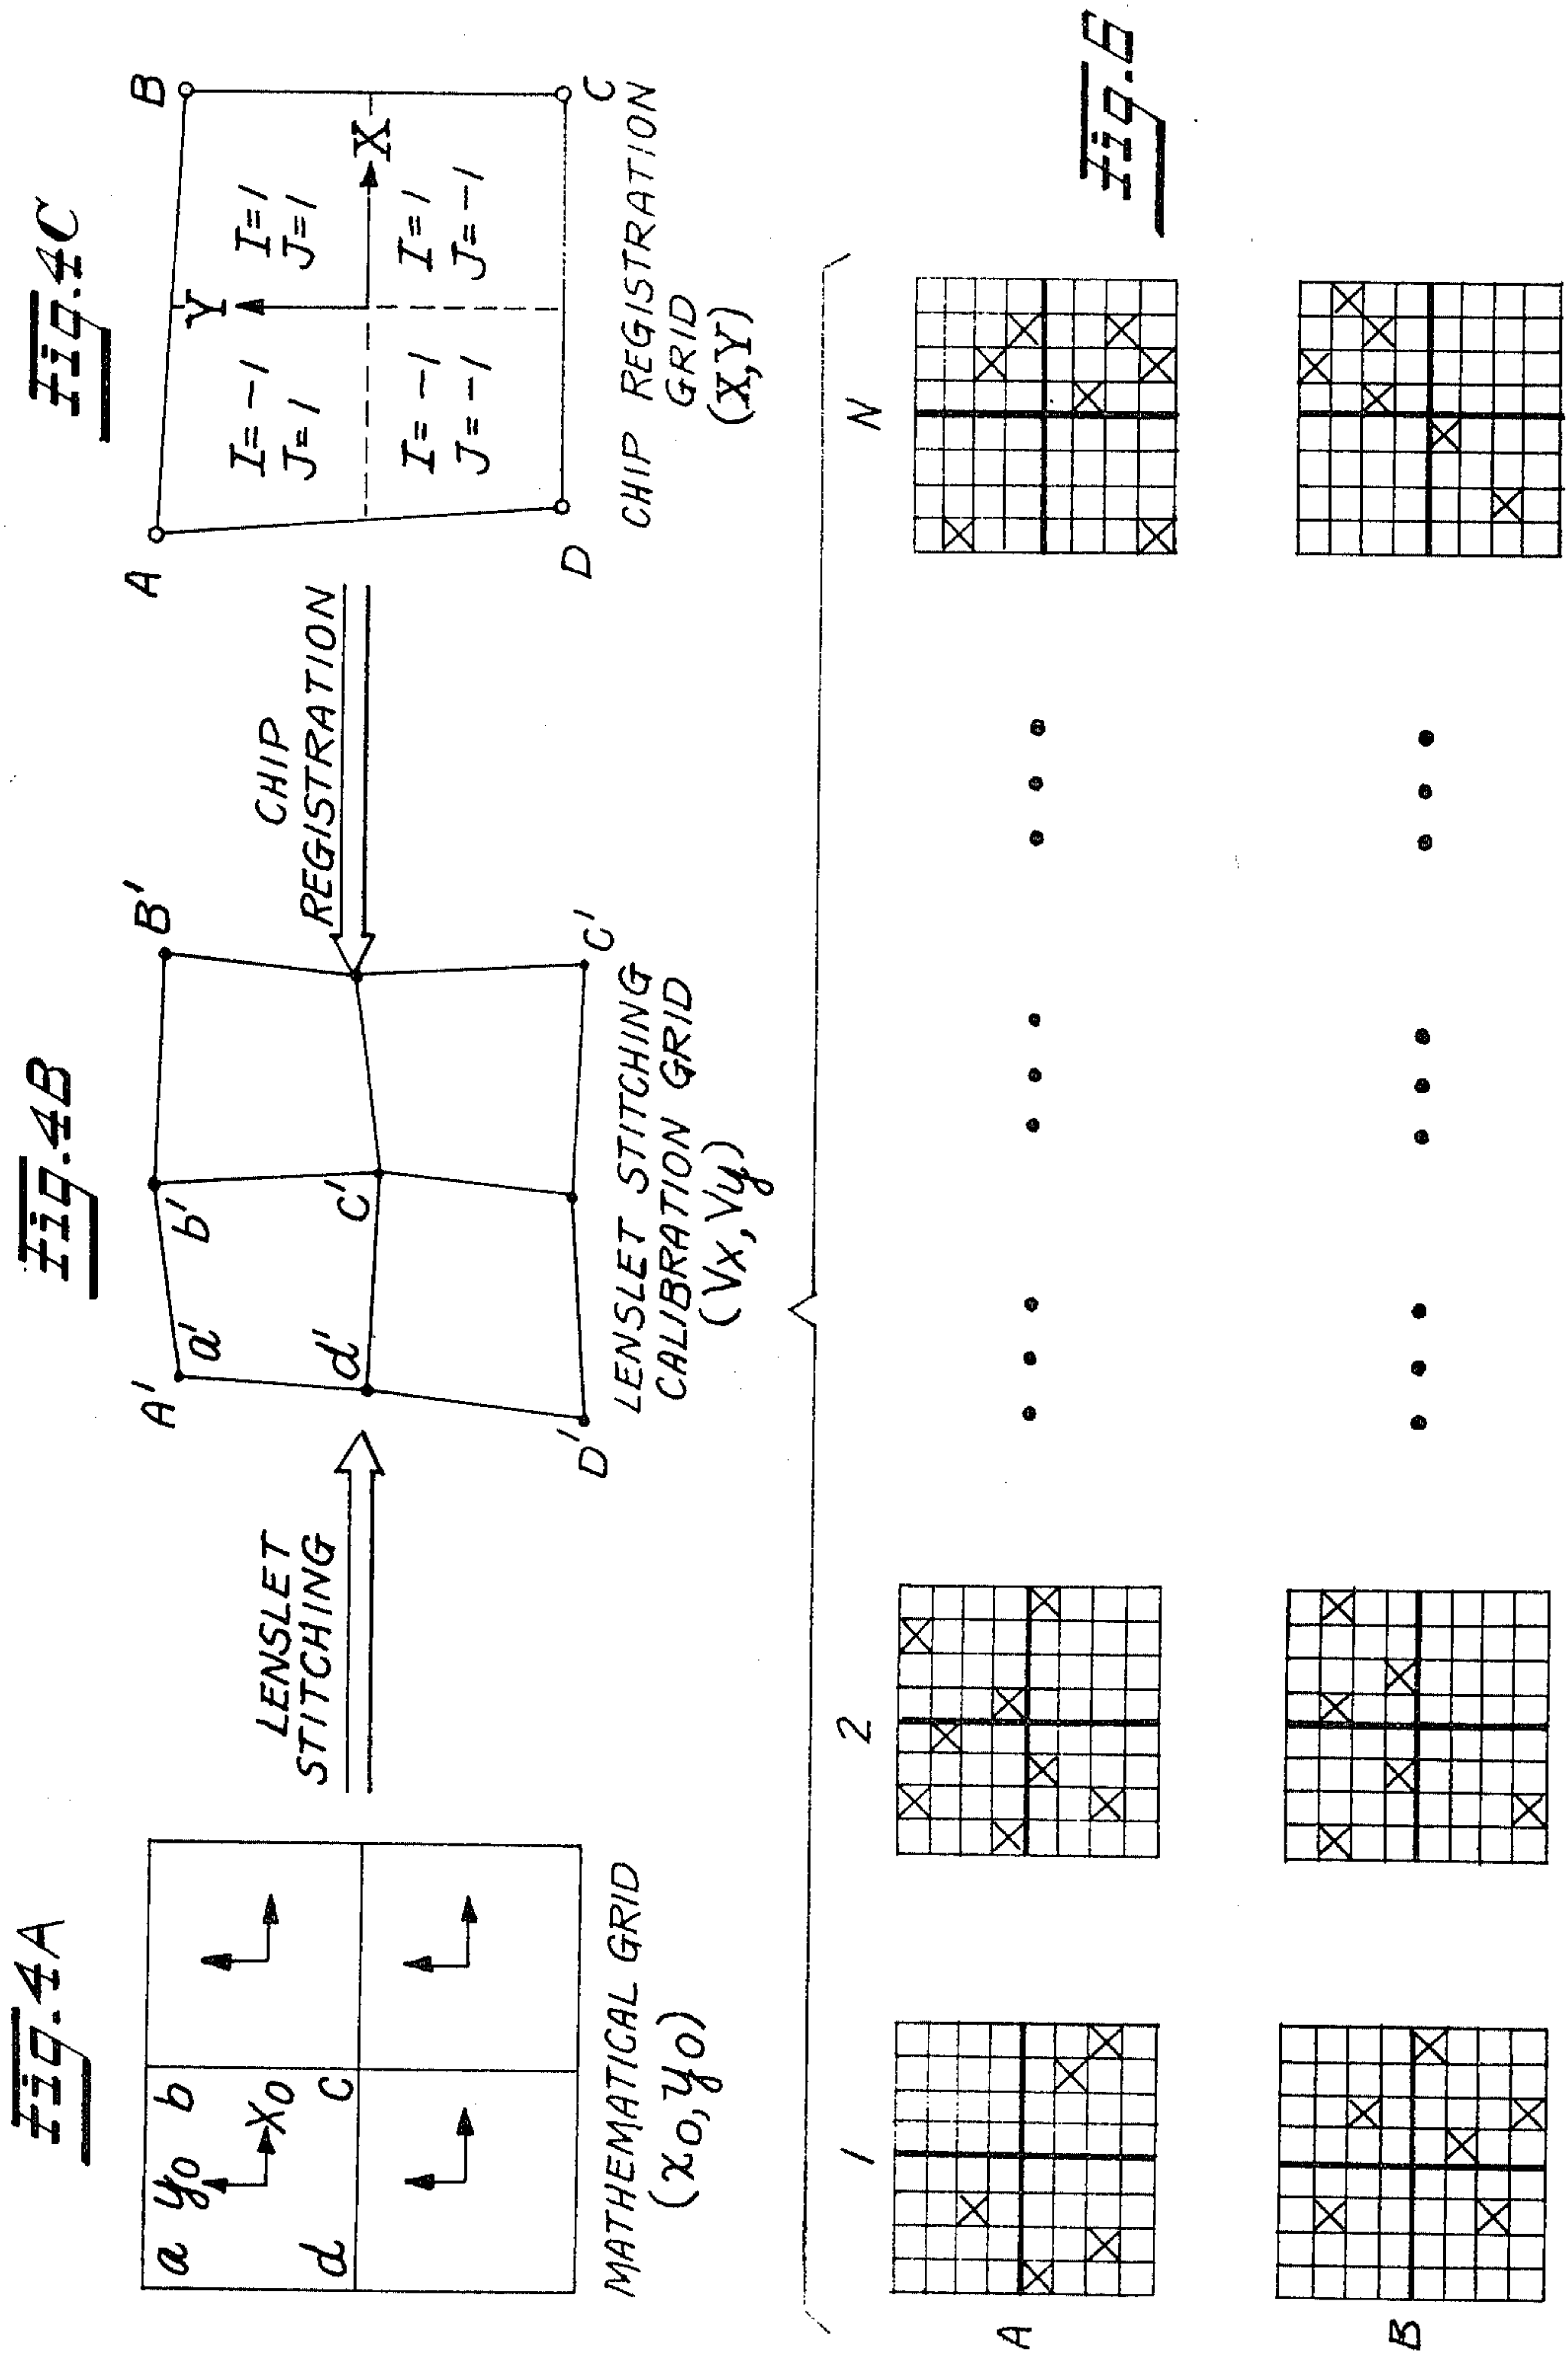 Fig. 4A
a y0 b
X0
d c
MATHEMATICAL GRID
(x0, y0)
LENSLET
STITCHING
Fig. 4B
A' B'
a' b'
d' c'
D' C'
LENSLET STITCHING
CALIBRATION GRID
(Vx, Vy)
CHIP
REGISTRATION
Fig. 4C
A B
Y
I=-1 I=1
J=1 J=1
X
I=-1 I=1
J=-1 J=-1
D C
CHIP REGISTRATION
GRID
(X,Y)
1 2 N
A
B
Fig. 6